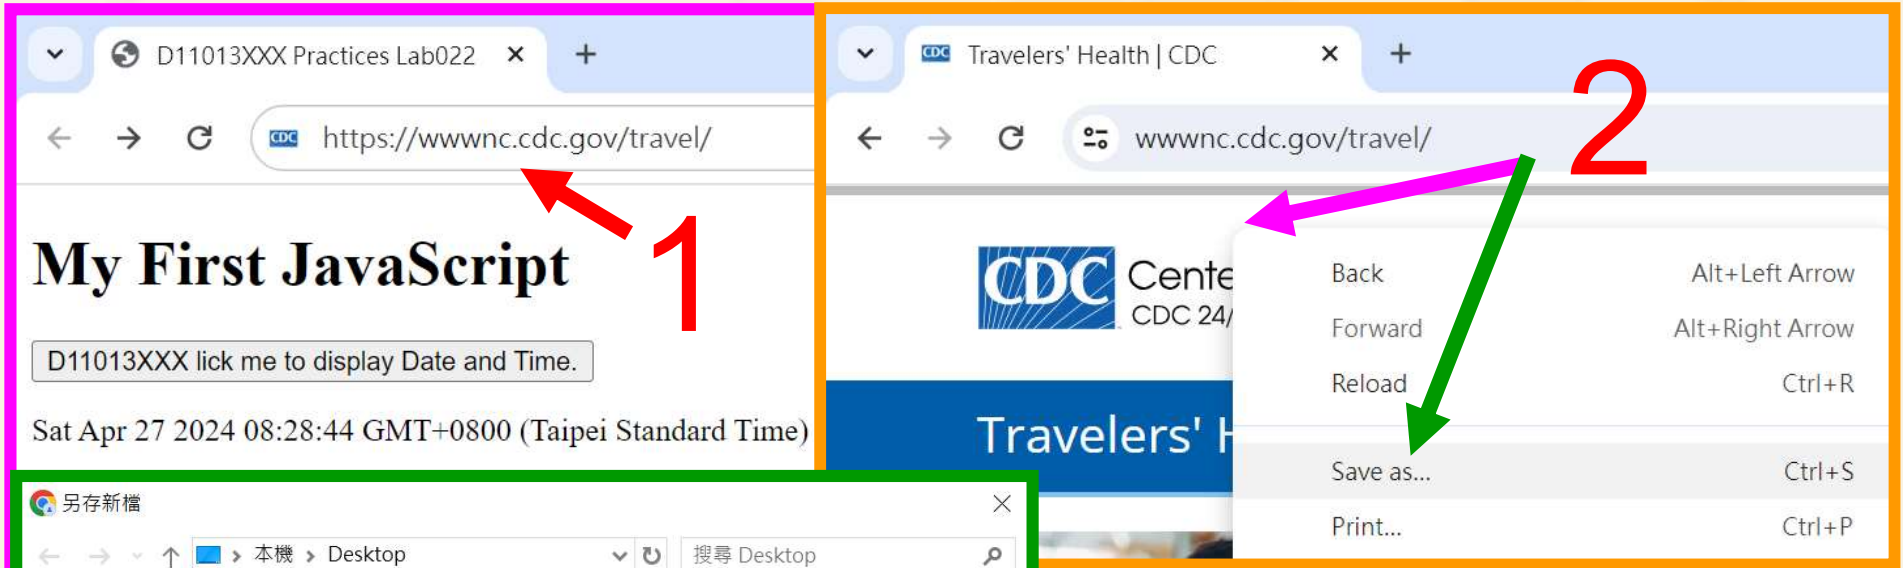 D11013XXX Practices Lab022
https://wwwnc.cdc.gov/travel/
1
My First JavaScript
D11013XXX lick me to display Date and Time.
Sat Apr 27 2024 08:28:44 GMT+0800 (Taipei Standard Time)
CDC Travelers' Health | CDC
2
wwwnc.cdc.gov/travel/
CDC
CDC 24/
Travelers' H
Back Alt+Left Arrow
Forward Alt+Right Arrow
Reload Ctrl+R
Save as... Ctrl+S
Print... Ctrl+P
另存新檔
本機 > Desktop
搜尋 Desktop